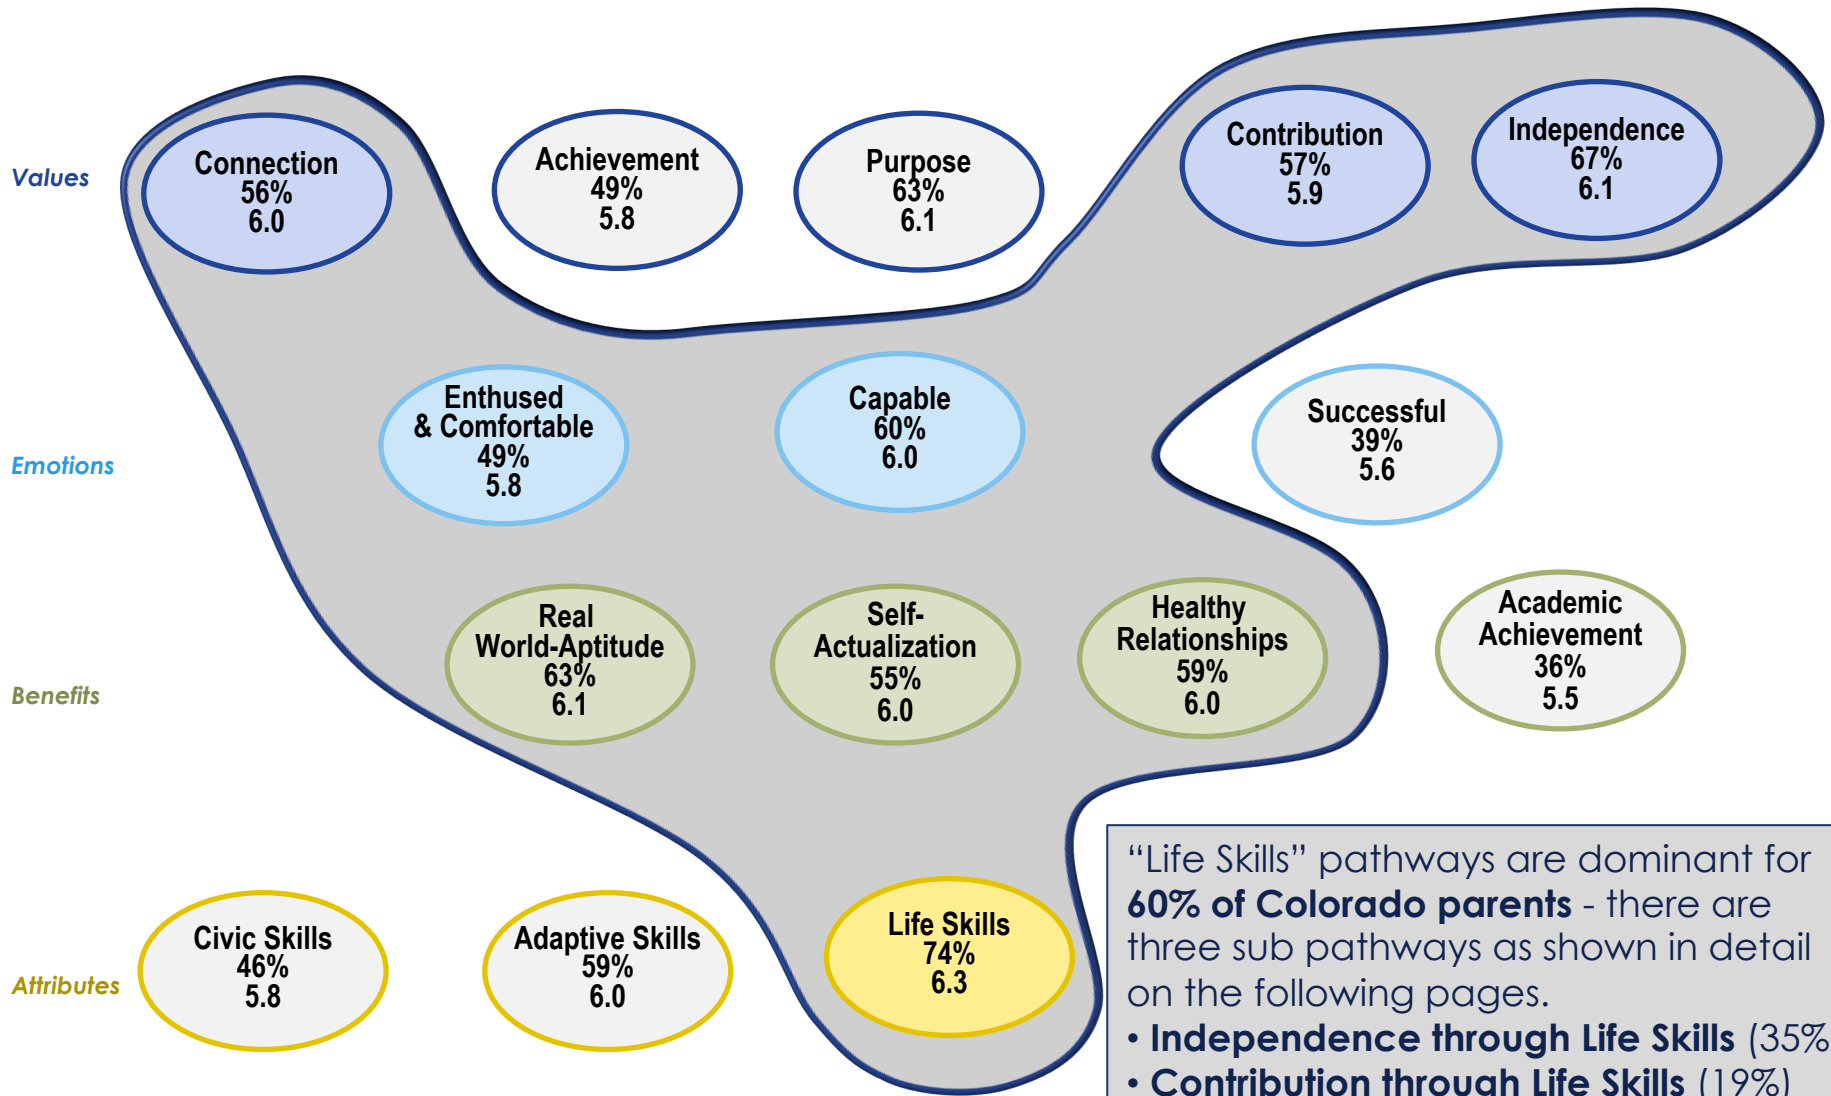 Values
Connection
56%
6.0
Achievement
49%
5.8
Purpose
63%
6.1
Contribution
57%
5.9
Independence
67%
6.1
Emotions
Enthused
& Comfortable
49%
5.8
Capable
60%
6.0
Successful
39%
5.6
Benefits
Real
World-Aptitude
63%
6.1
Self-
Actualization
55%
6.0
Healthy
Relationships
59%
6.0
Academic
Achievement
36%
5.5
Attributes
Civic Skills
46%
5.8
Adaptive Skills
59%
6.0
Life Skills
74%
6.3
“Life Skills” pathways are dominant for
60% of Colorado parents - there are
three sub pathways as shown in detail
on the following pages.
• Independence through Life Skills (35%
• Contribution through Life Skills (19%)